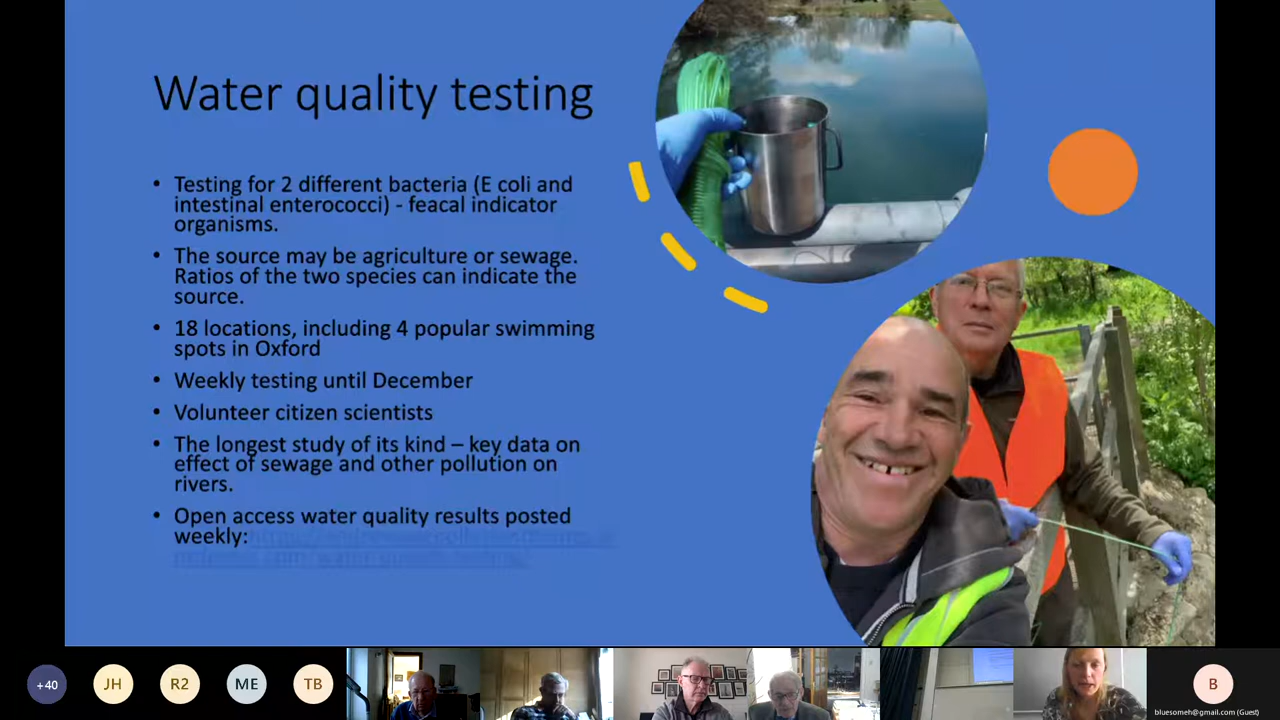 Water quality testing
• Testing for 2 different bacteria (E coli and
intestinal enterococci) - feacal indicator
organisms.
• The source may be agriculture or sewage.
Ratios of the two species can indicate the
source.
• 18 locations, including 4 popular swimming
spots in Oxford
• Weekly testing until December
• Volunteer citizen scientists
• The longest study of its kind – key data on
effect of sewage and other pollution on
rivers.
• Open access water quality results posted
weekly:
+40
JH
R2
ME
TB
B
bluesomeh@gmail.com (Guest)